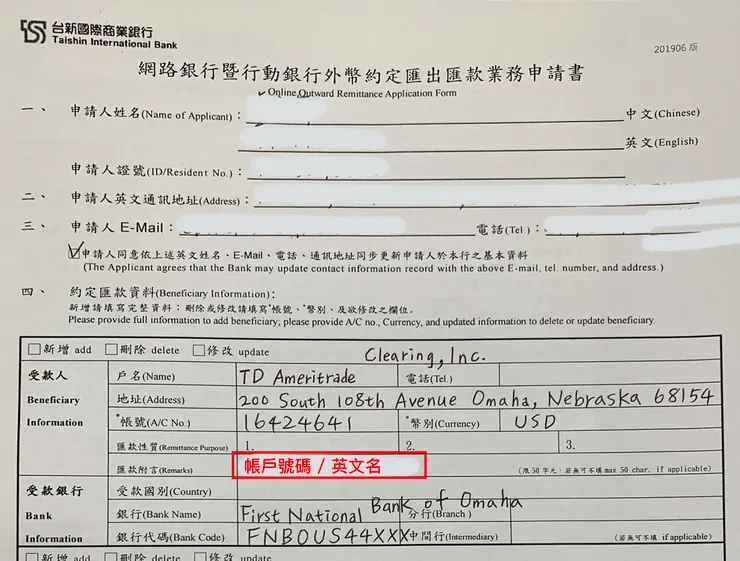 台新國際商業銀行
Taishin International Bank
201906 版
網路銀行暨行動銀行外幣約定匯出匯款業務申請書
Online Outward Remittance Application Form
一、 申請人姓名(Name of Applicant): 中文(Chinese)
英文(English)
申請人證號(ID/Resident No.):
二、 申請人英文通訊地址(Address):
三、 申請人 E-Mail: 電話(Tel.):
申請人同意依上述英文姓名、E-Mail、電話、通訊地址同步更新申請人於本行之基本資料
(The Applicant agrees that the Bank may update contact information record with the above E-mail, tel. number, and address.)
四、 約定匯款資料(Beneficiary Information):
新增請填寫完整資料;刪除或修改請填寫*帳號、*幣別、及欲修改之欄位。
Please provide full information to add beneficiary; please provide A/C no., Currency, and updated information to delete or update beneficiary.
新增 add 刪除 delete 修改 update Clearing, Inc.
受款人 戶名(Name) TD Ameritrade 電話(Tel.)
Beneficiary 地址(Address) 200 South 108th Avenue Omaha, Nebraska 68154
Information *帳號(A/C No.) 16424641 *幣別(Currency) USD
匯款性質(Remittance Purpose) 1. 2. 3.
匯款附言(Remarks) 帳戶號碼 / 英文名 (限 50 字元,若無可不填 max 50 char. if applicable)
受款銀行 受款國別(Country)
Bank 銀行(Bank Name) First National Bank of Omaha 分行(Branch)
Information 銀行代碼(Bank Code) FNBOUS44XXX 中間行(Intermediary) (若無可不填 if applicable)
新增 add 刪除 delete 修改 update